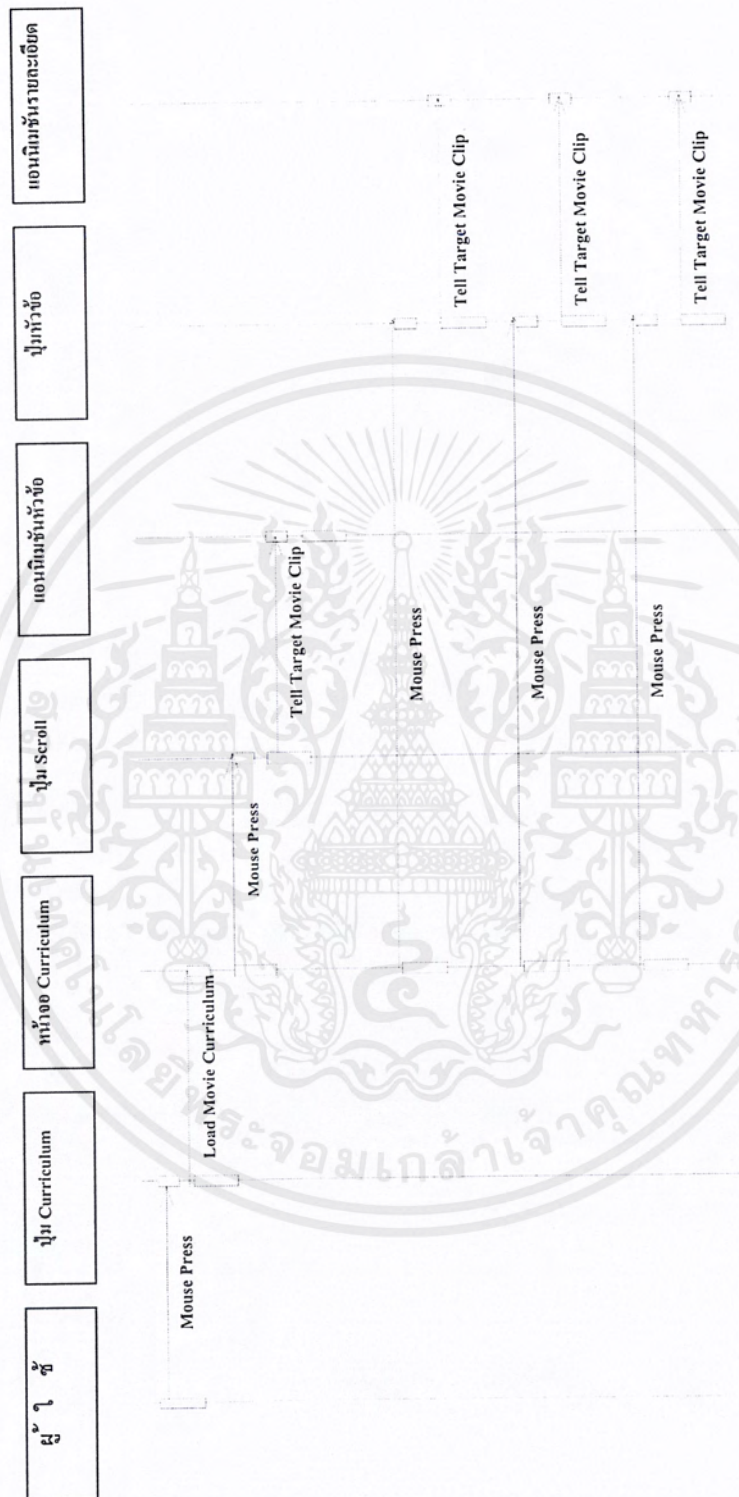 ผู้ใช้
ปุ่ม Curriculum
หน้าจอ Curriculum
ปุ่ม Scroll
แอนนิเมชันหัวข้อ
ปุ่มหัวข้อ
แอนนิเมชันรายละเอียด
Mouse Press
Load Movie Curriculum
Mouse Press
Tell Target Movie Clip
Mouse Press
Tell Target Movie Clip
Mouse Press
Tell Target Movie Clip
Mouse Press
Tell Target Movie Clip